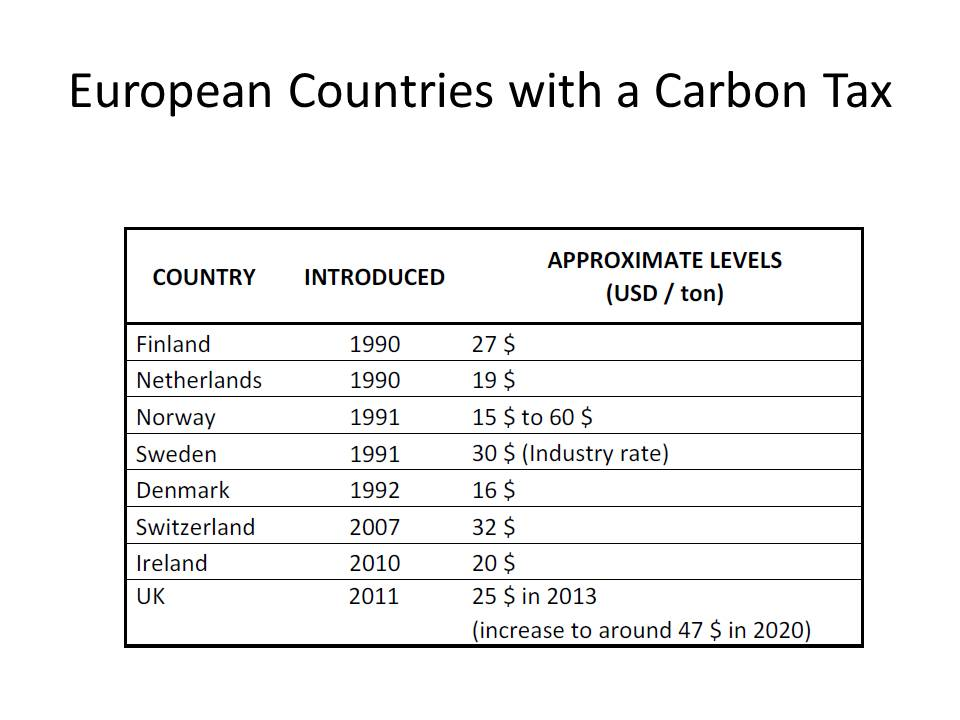 European Countries with a Carbon Tax
COUNTRY INTRODUCED APPROXIMATE LEVELS
(USD / ton)
Finland 1990 27 $
Netherlands 1990 19 $
Norway 1991 15 $ to 60 $
Sweden 1991 30 $ (Industry rate)
Denmark 1992 16 $
Switzerland 2007 32 $
Ireland 2010 20 $
UK 2011 25 $ in 2013
(increase to around 47 $ in 2020)